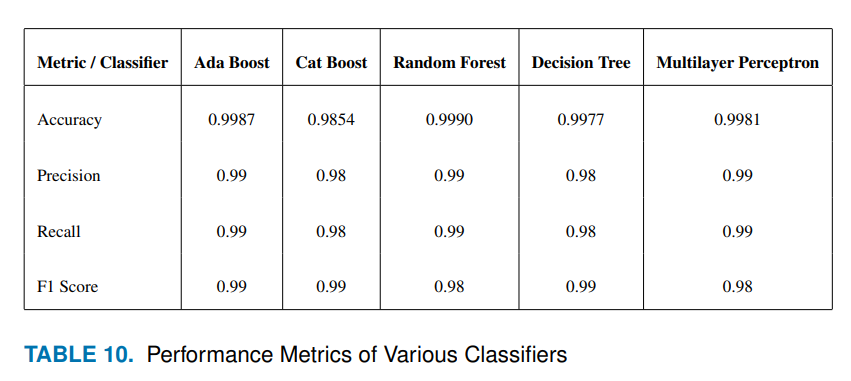 Metric / Classifier Ada Boost Cat Boost Random Forest Decision Tree Multilayer Perceptron
Accuracy 0.9987 0.9854 0.9990 0.9977 0.9981
Precision 0.99 0.98 0.99 0.98 0.99
Recall 0.99 0.98 0.99 0.98 0.99
F1 Score 0.99 0.99 0.98 0.99 0.98
TABLE 10. Performance Metrics of Various Classifiers